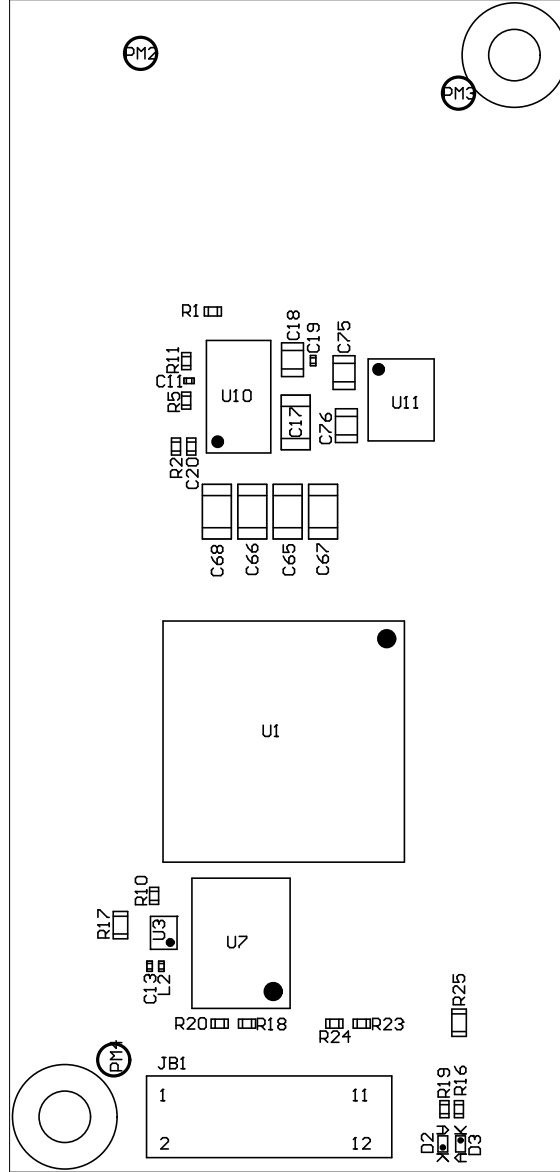 PM2
PM3
R1
C18
C19
C75
R11
C11
R5
U10
C17
C76
U11
R2
C20
C68
C66
C65
C67
U1
R10
R17
U3
U7
C13
L2
R25
R20
R18
R24
R23
PM4
JB1
1
11
2
12
R19
R16
D2
K
A
A
K
D3